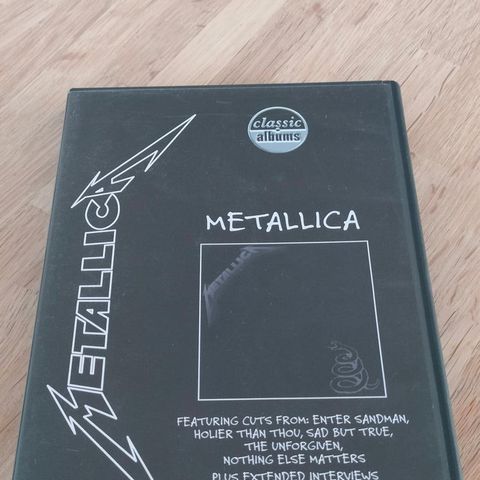 METALLICA
classic
albums
METALLICA
METALLICA
FEATURING CUTS FROM: ENTER SANDMAN,
HOLIER THAN THOU, SAD BUT TRUE,
THE UNFORGIVEN,
NOTHING ELSE MATTERS
PLUS EXTENDED INTERVIEWS